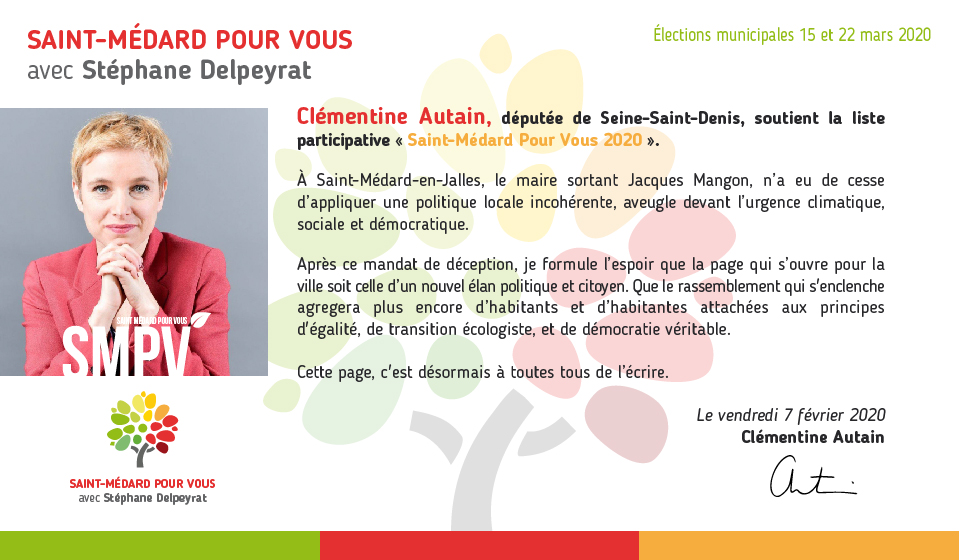 SAINT-MÉDARD POUR VOUS
avec Stéphane Delpeyrat
Élections municipales 15 et 22 mars 2020
Clémentine Autain, députée de Seine-Saint-Denis, soutient la liste
participative « Saint-Médard Pour Vous 2020 ».
À Saint-Médard-en-Jalles, le maire sortant Jacques Mangon, n’a eu de cesse
d’appliquer une politique locale incohérente, aveugle devant l’urgence climatique,
sociale et démocratique.
Après ce mandat de déception, je formule l’espoir que la page qui s’ouvre pour la
ville soit celle d’un nouvel élan politique et citoyen. Que le rassemblement qui s'enclenche
agregera plus encore d’habitants et d’habitantes attachées aux principes
d'égalité, de transition écologiste, et de démocratie véritable.
Cette page, c'est désormais à toutes tous de l’écrire.
Le vendredi 7 février 2020
Clémentine Autain
SAINT MÉDARD POUR VOUS
SMPV
SAINT-MÉDARD POUR VOUS
avec Stéphane Delpeyrat